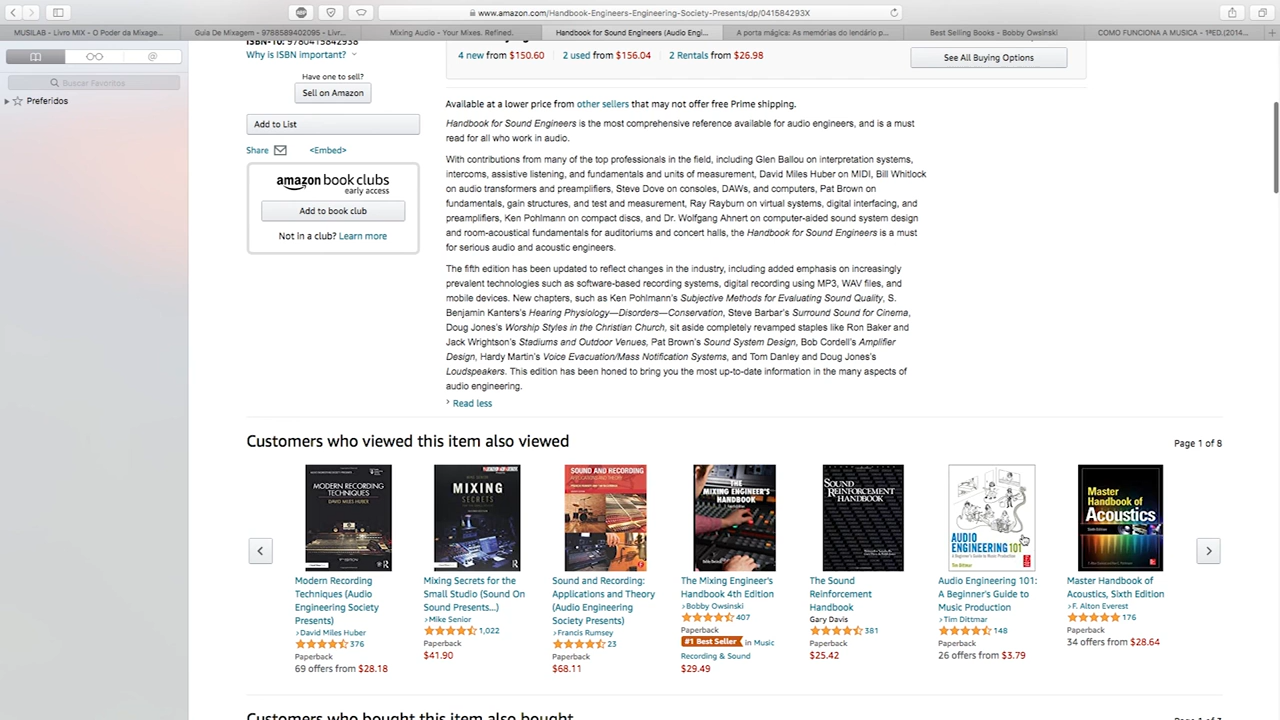 www.amazon.com/Handbook-Engineers-Engineering-Society-Presents/dp/041584293X
MUSILAB - Livro MIX - O Poder da Mixage...
Guia De Mixagem - 9788589402095 - Livr...
Mixing Audio - Your Mixes. Refined.
Handbook for Sound Engineers (Audio Engi...
A porta mágica: As memórias do lendário p...
Best Selling Books - Bobby Owsinski
COMO FUNCIONA A MUSICA - 1ªED.(2014...
Buscar Favoritos
Preferidos
ISBN-10: 9780415842938
Why is ISBN important?
Have one to sell?
Sell on Amazon
Add to List
Share <Embed>
amazon book clubs
early access
Add to book club
Not in a club? Learn more
4 new from $150.60 2 used from $156.04 2 Rentals from $26.98
See All Buying Options
Available at a lower price from other sellers that may not offer free Prime shipping.
Handbook for Sound Engineers is the most comprehensive reference available for audio engineers, and is a must
read for all who work in audio.
With contributions from many of the top professionals in the field, including Glen Ballou on interpretation systems,
intercoms, assistive listening, and fundamentals and units of measurement, David Miles Huber on MIDI, Bill Whitlock
on audio transformers and preamplifiers, Steve Dove on consoles, DAWs, and computers, Pat Brown on
fundamentals, gain structures, and test and measurement, Ray Rayburn on virtual systems, digital interfacing, and
preamplifiers, Ken Pohlmann on compact discs, and Dr. Wolfgang Ahnert on computer-aided sound system design
and room-acoustical fundamentals for auditoriums and concert halls, the Handbook for Sound Engineers is a must
for serious audio and acoustic engineers.
The fifth edition has been updated to reflect changes in the industry, including added emphasis on increasingly
prevalent technologies such as software-based recording systems, digital recording using MP3, WAV files, and
mobile devices. New chapters, such as Ken Pohlmann's Subjective Methods for Evaluating Sound Quality, S.
Benjamin Kanters's Hearing Physiology—Disorders—Conservation, Steve Barbar's Surround Sound for Cinema,
Doug Jones's Worship Styles in the Christian Church, sit aside completely revamped staples like Ron Baker and
Jack Wrightson's Stadiums and Outdoor Venues, Pat Brown's Sound System Design, Bob Cordell's Amplifier
Design, Hardy Martin's Voice Evacuation/Mass Notification Systems, and Tom Danley and Doug Jones's
Loudspeakers. This edition has been honed to bring you the most up-to-date information in the many aspects of
audio engineering.
Read less
Customers who viewed this item also viewed
Page 1 of 8
MODERN RECORDING
TECHNIQUES
DAVID MILES HUBER
Modern Recording
Techniques (Audio
Engineering Society
Presents)
David Miles Huber
376
Paperback
69 offers from $28.18
MIXING
SECRETS
Mixing Secrets for the
Small Studio (Sound On
Sound Presents...)
Mike Senior
1,022
Paperback
$41.90
SOUND AND RECORDING
Sound and Recording:
Applications and Theory
(Audio Engineering
Society Presents)
Francis Rumsey
23
Paperback
$68.11
THE
MIXING ENGINEER'S
HANDBOOK
The Mixing Engineer's
Handbook 4th Edition
Bobby Owsinski
407
Paperback
#1 Best Seller in Music
Recording & Sound
$29.49
SOUND
REINFORCEMENT
HANDBOOK
The Sound
Reinforcement
Handbook
Gary Davis
381
Paperback
$25.42
AUDIO
ENGINEERING 101
A Beginner's Guide to Music Production
Tim Dittmar
Audio Engineering 101:
A Beginner's Guide to
Music Production
Tim Dittmar
148
Paperback
26 offers from $3.79
Master
Handbook of
Acoustics
Master Handbook of
Acoustics, Sixth Edition
F. Alton Everest
176
Paperback
34 offers from $28.64
Customers who bought this item also bought
Page 1 of 3